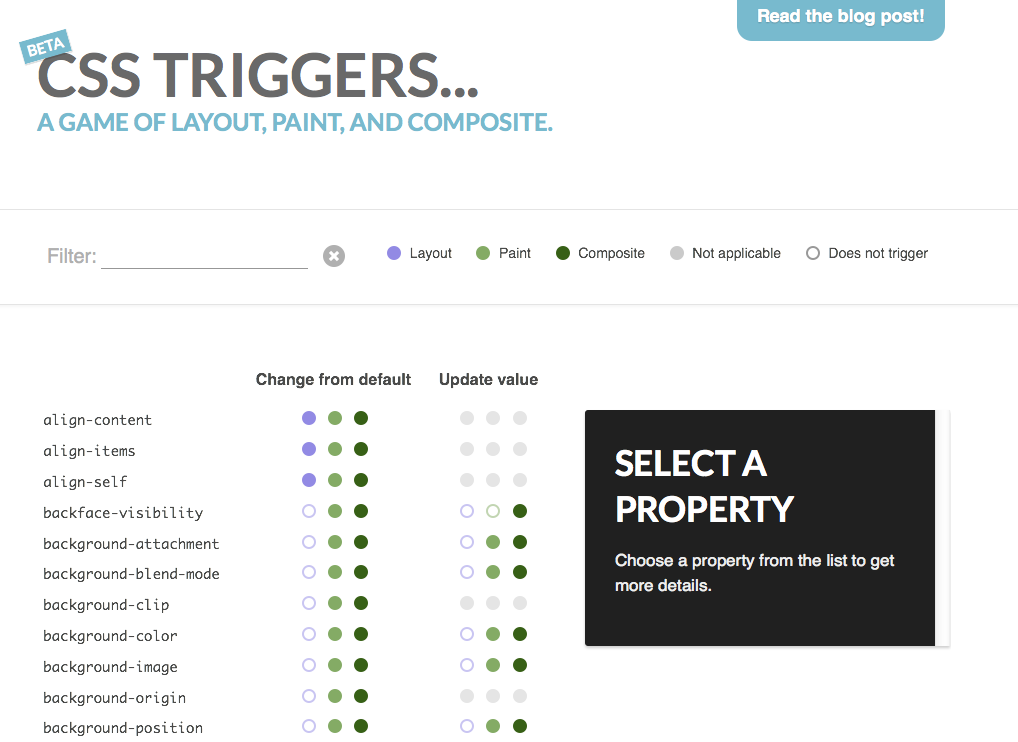 Read the blog post!
BETA
CSS TRIGGERS...
A GAME OF LAYOUT, PAINT, AND COMPOSITE.
Filter: Layout Paint Composite Not applicable Does not trigger
Change from default Update value
align-content
align-items
align-self
backface-visibility
background-attachment
background-blend-mode
background-clip
background-color
background-image
background-origin
background-position
SELECT A
PROPERTY
Choose a property from the list to get
more details.